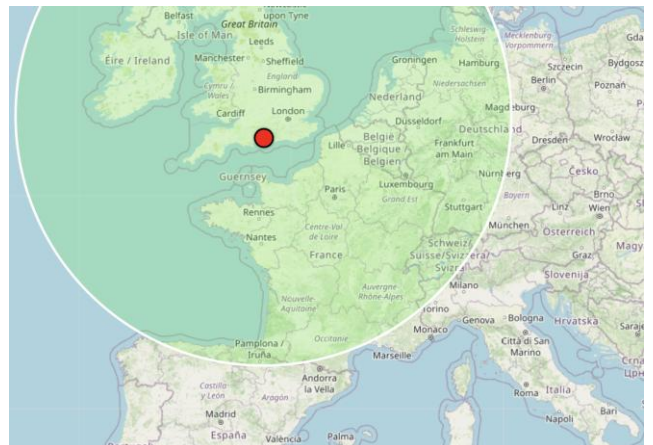 Belfast
upon Tyne
Great Britain
Isle of Man
Leeds
Éire / Ireland
Manchester
Sheffield
England
Cymru /
Wales
Birmingham
Cardiff
London
Guernsey
Schleswig-
Holstein
Mecklenburg-
Vorpommern
Groningen
Hamburg
Szczecin
Bydgosz
Gda
Niedersachsen
Berlin
Poznań
Nederland
Magdeburg
Dusseldorf
Deutschland
Dresden
Wrocław
België
Belgique
Belgien
Lille
Frankfurt
am Main
Luxembourg
Nürnberg
Česko
Paris
Grand Est
Brno
Rennes
Stuttgart
Bayern
Linz
Wien
München
Nantes
Centre-Val
de Loire
France
Schweiz/
Suisse/Svizzera/
Svizra
Österreich
Graz
Magy
Slovenija
Milano
Nouvelle
Aquitaine
Auvergne
Rhône-Alpes
Torino
Genova
Bologna
Hrvatska
Monaco
Città di San
Marino
Saraje
Occitanie
Marseille
Pamplona /
Iruña
Andorra
la Vella
Crna
Црн
Castilla
y León
Aragón
Roma
Italia
Madrid
Napoli
Bari
España
València
Palma